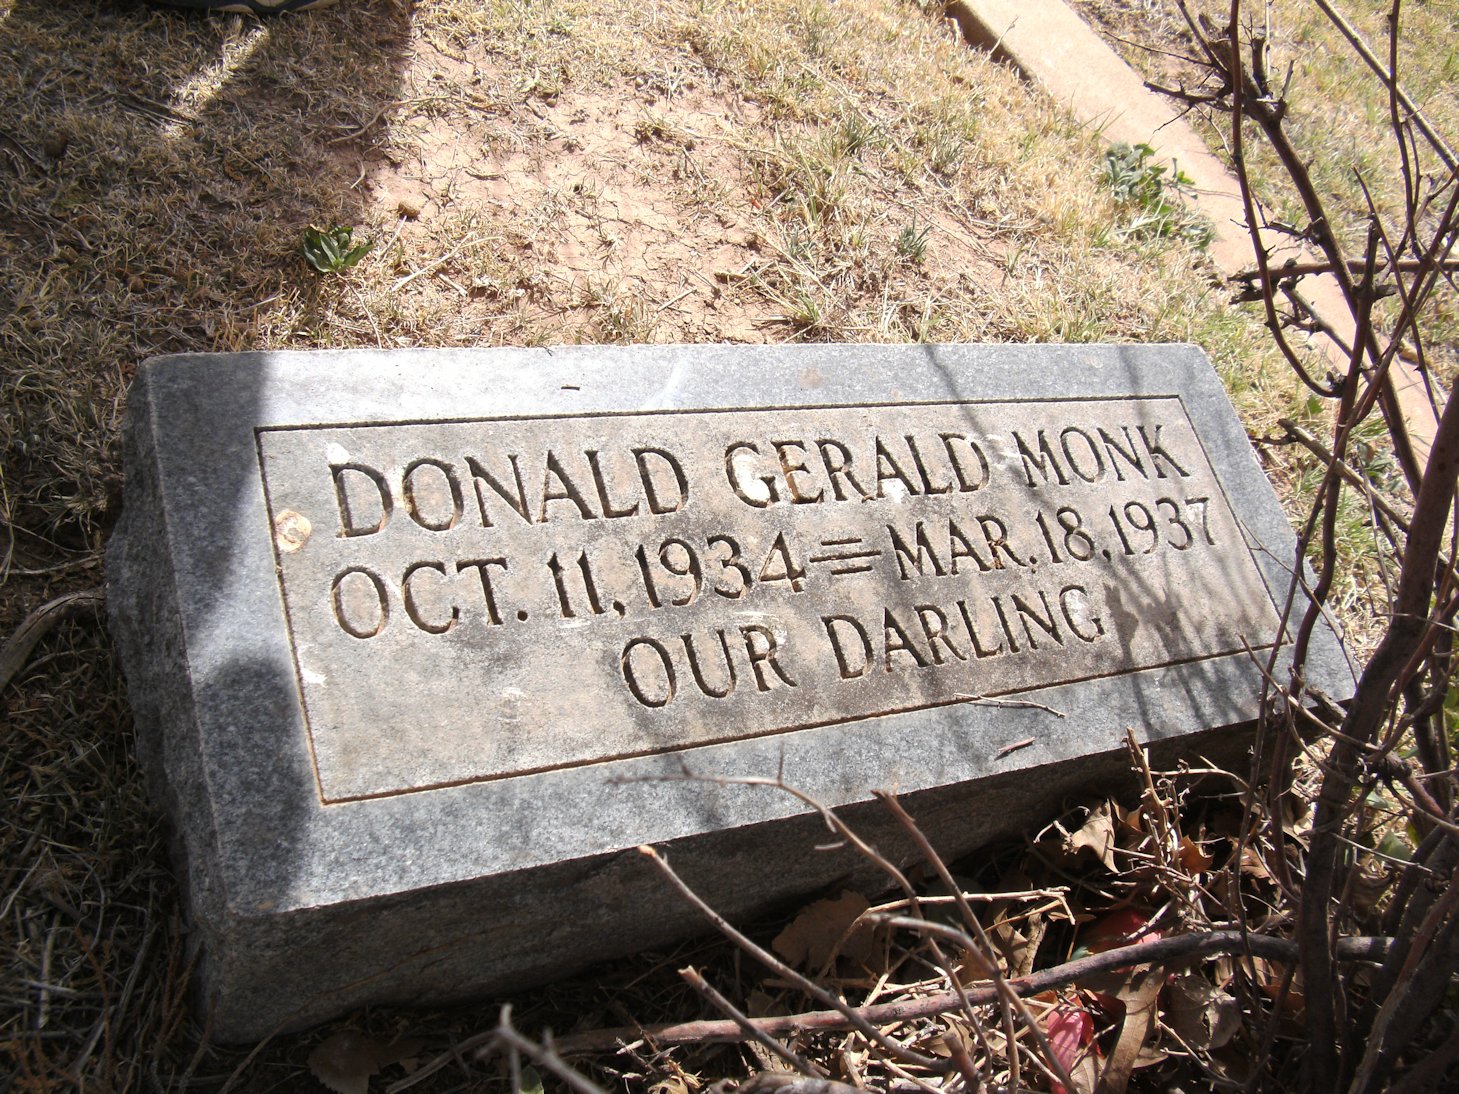 DONALD GERALD MONK
OCT. 11, 1934 = MAR. 18, 1937
OUR DARLING